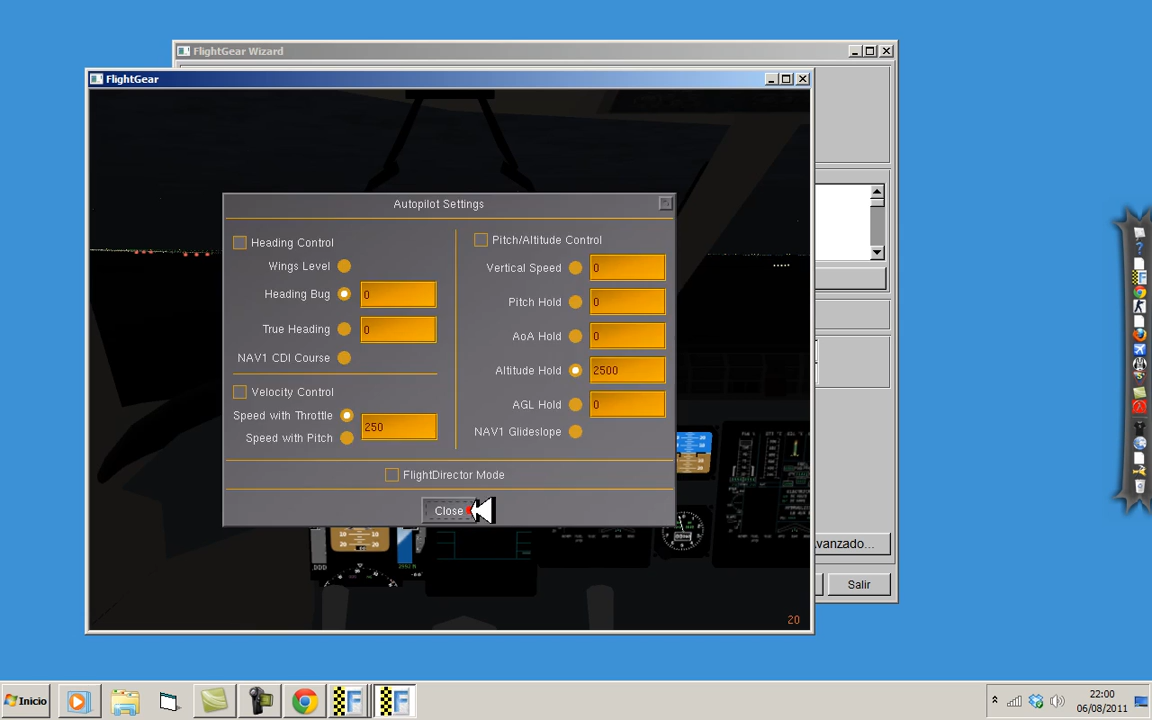 FlightGear Wizard
FlightGear
Autopilot Settings
Heading Control
Wings Level
Heading Bug 0
True Heading 0
NAV1 CDI Course
Velocity Control
Speed with Throttle
250
Speed with Pitch
Pitch/Altitude Control
Vertical Speed 0
Pitch Hold 0
AoA Hold 0
Altitude Hold 2500
AGL Hold 0
NAV1 Glideslope
FlightDirector Mode
Close
20
Avanzado...
Salir
Inicio
22:00
06/08/2011